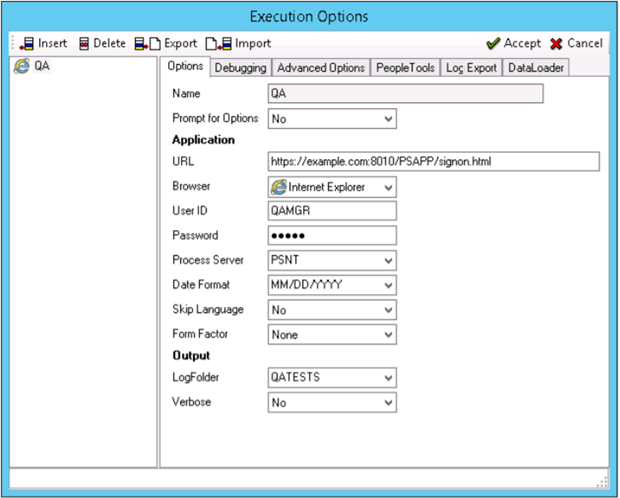 Execution Options
Insert Delete Export Import Accept Cancel
QA
Options Debugging Advanced Options PeopleTools Log Export DataLoader
Name QA
Prompt for Options No
Application
URL https://example.com:8010/PSAPP/signon.html
Browser Internet Explorer
User ID QAMGR
Password •••••
Process Server PSNT
Date Format MM/DD/YYYY
Skip Language No
Form Factor None
Output
LogFolder QATESTS
Verbose No